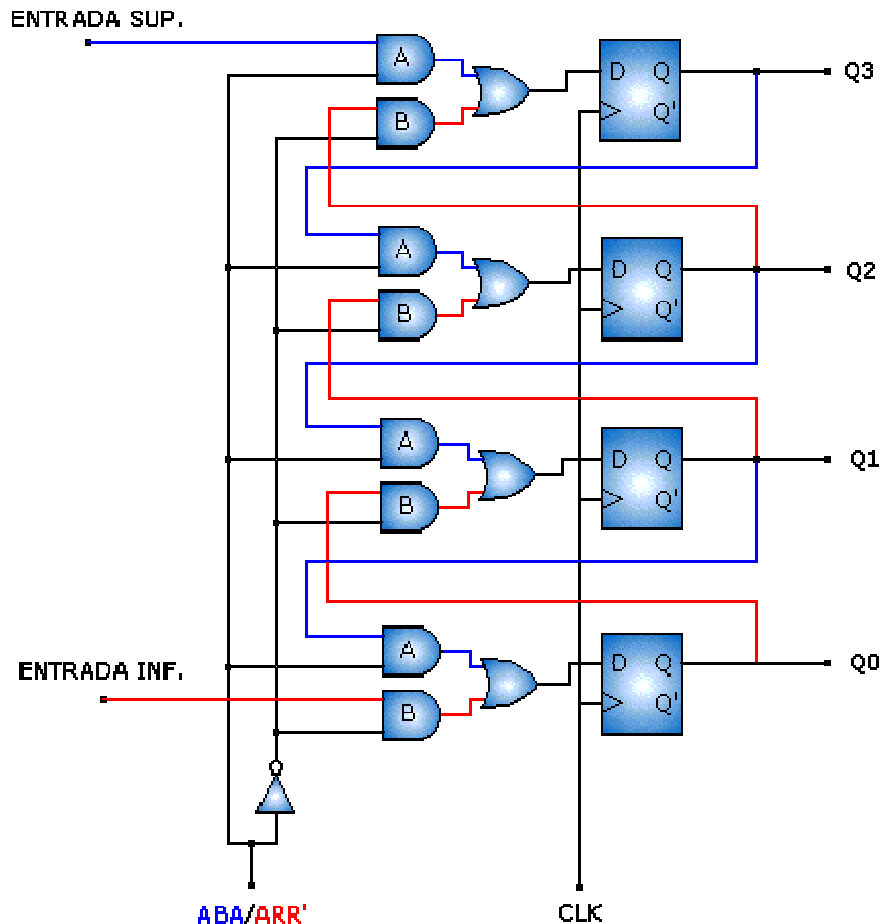 ENTRADA SUP.
A
D Q
Q3
B
Q'
A
D Q
Q2
B
Q'
A
D Q
Q1
B
Q'
A
D Q
Q0
ENTRADA INF.
B
Q'
ABA/ARR'
CLK